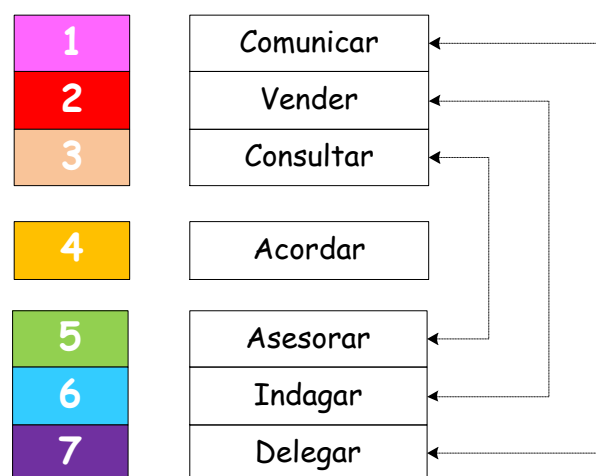 1 Comunicar
2 Vender
3 Consultar
4 Acordar
5 Asesorar
6 Indagar
7 Delegar